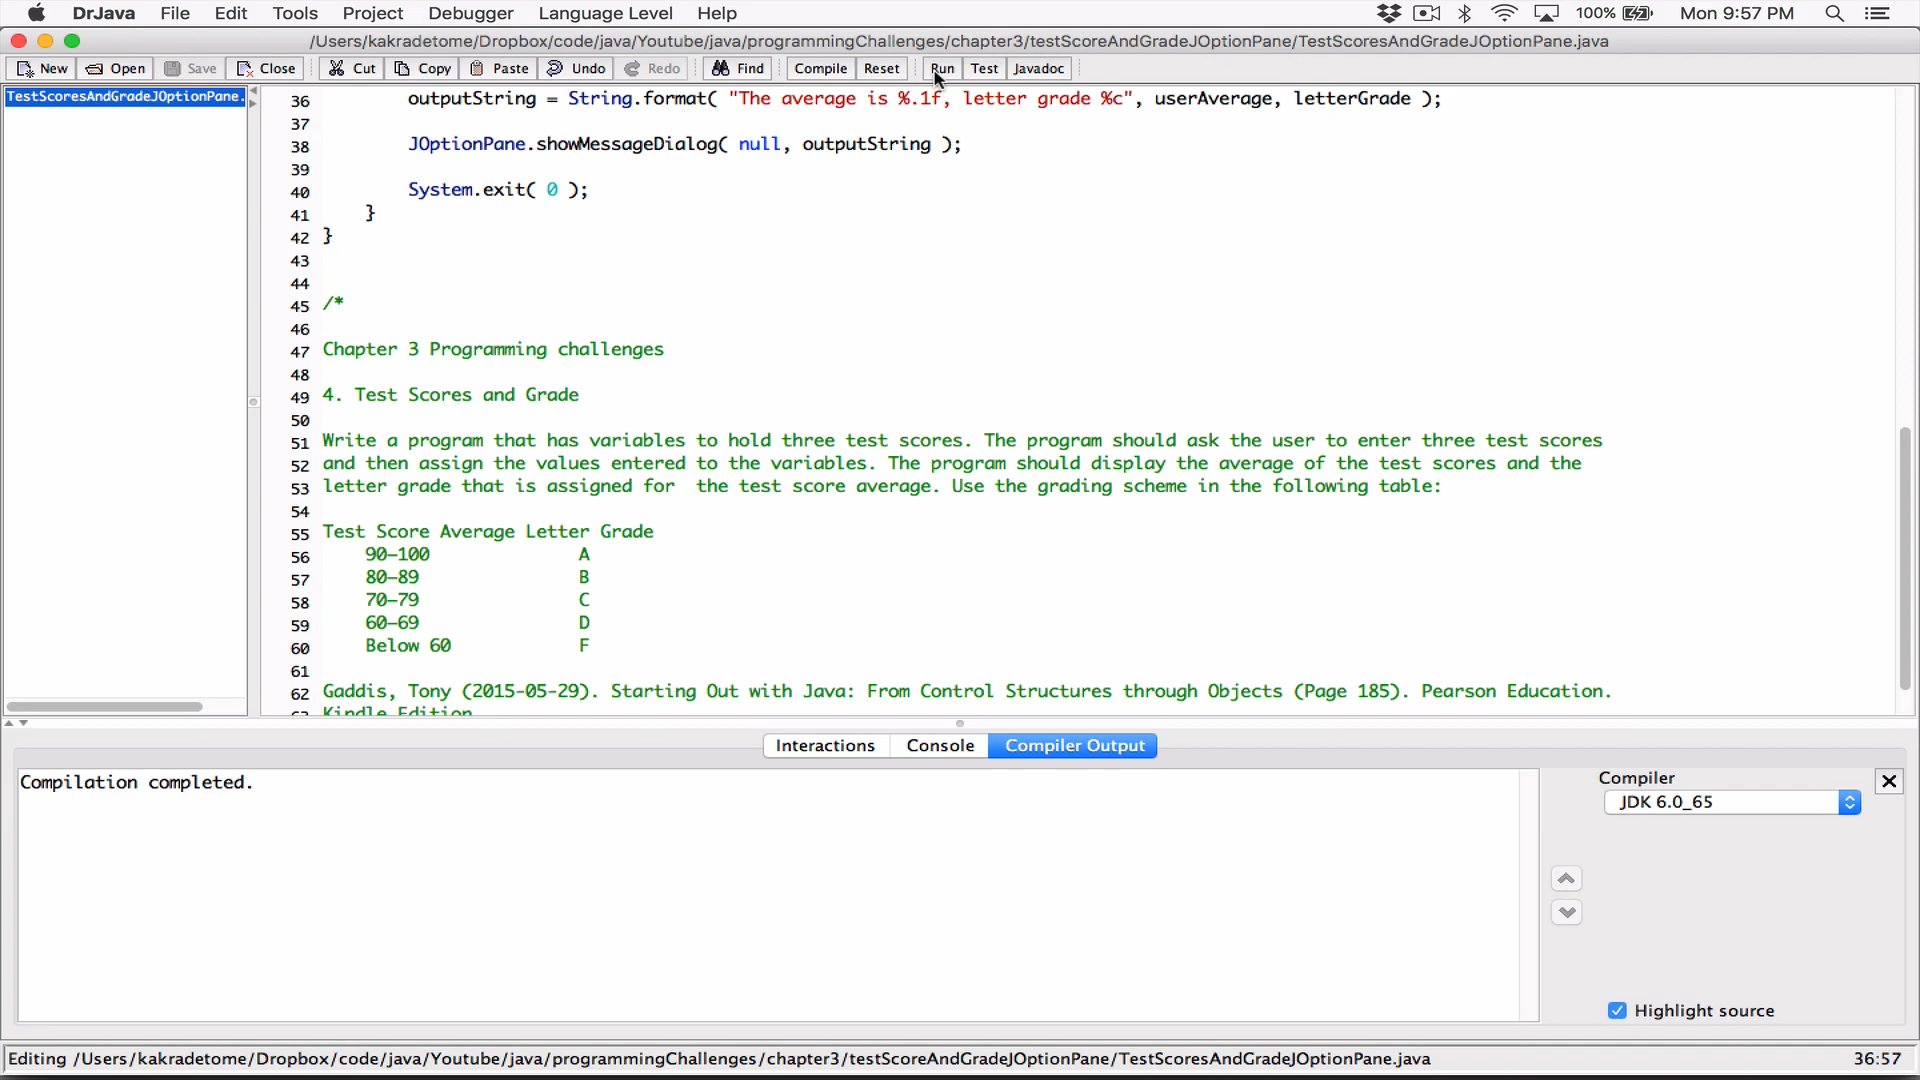 DrJava File Edit Tools Project Debugger Language Level Help 100% Mon 9:57 PM
/Users/kakradetome/Dropbox/code/java/Youtube/java/programmingChallenges/chapter3/testScoreAndGradeJOptionPane/TestScoresAndGradeJOptionPane.java
New Open Save Close Cut Copy Paste Undo Redo Find Compile Reset Run Test Javadoc
TestScoresAndGradeJOptionPane.
36 outputString = String.format( "The average is %.1f, letter grade %c", userAverage, letterGrade );
37
38 JOptionPane.showMessageDialog( null, outputString );
39
40 System.exit( 0 );
41 }
42 }
43
44
45 /*
46
47 Chapter 3 Programming challenges
48
49 4. Test Scores and Grade
50
51 Write a program that has variables to hold three test scores. The program should ask the user to enter three test scores
52 and then assign the values entered to the variables. The program should display the average of the test scores and the
53 letter grade that is assigned for  the test score average. Use the grading scheme in the following table:
54
55 Test Score Average Letter Grade
56 90–100 A
57 80–89 B
58 70–79 C
59 60–69 D
60 Below 60 F
61
62 Gaddis, Tony (2015-05-29). Starting Out with Java: From Control Structures through Objects (Page 185). Pearson Education.
63 Kindle Edition
Interactions Console Compiler Output
Compilation completed.
Compiler
JDK 6.0_65
Highlight source
Editing /Users/kakradetome/Dropbox/code/java/Youtube/java/programmingChallenges/chapter3/testScoreAndGradeJOptionPane/TestScoresAndGradeJOptionPane.java 36:57